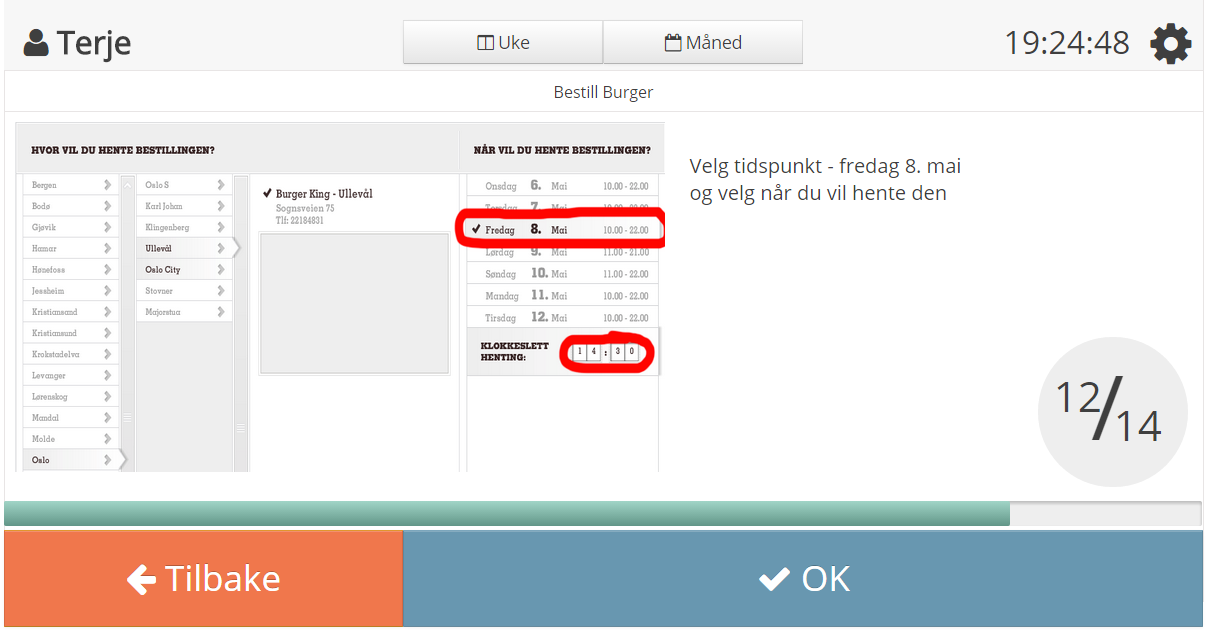 Terje
Uke
Måned
19:24:48
Bestill Burger
HVOR VIL DU HENTE BESTILLINGEN?
NÅR VIL DU HENTE BESTILLINGEN?
Bergen
Bodø
Gjøvik
Hamar
Hønefoss
Jessheim
Kristiansand
Kristiansund
Krokstadelva
Levanger
Lørenskog
Mandal
Molde
Oslo
Oslo S
Karl Johan
Klingenberg
Ullevål
Oslo City
Stovner
Majorstua
Burger King - Ullevål
Sognsveien 75
Tlf: 22184831
Onsdag 6. Mai 10.00 - 22.00
Torsdag 7. Mai 10.00 - 22.00
Fredag 8. Mai 10.00 - 22.00
Lørdag 9. Mai 11.00 - 21.00
Søndag 10. Mai 11.00 - 22.00
Mandag 11. Mai 10.00 - 22.00
Tirsdag 12. Mai 10.00 - 22.00
KLOKKESLETT
HENTING:
14:30
Velg tidspunkt - fredag 8. mai
og velg når du vil hente den
12/14
Tilbake
OK